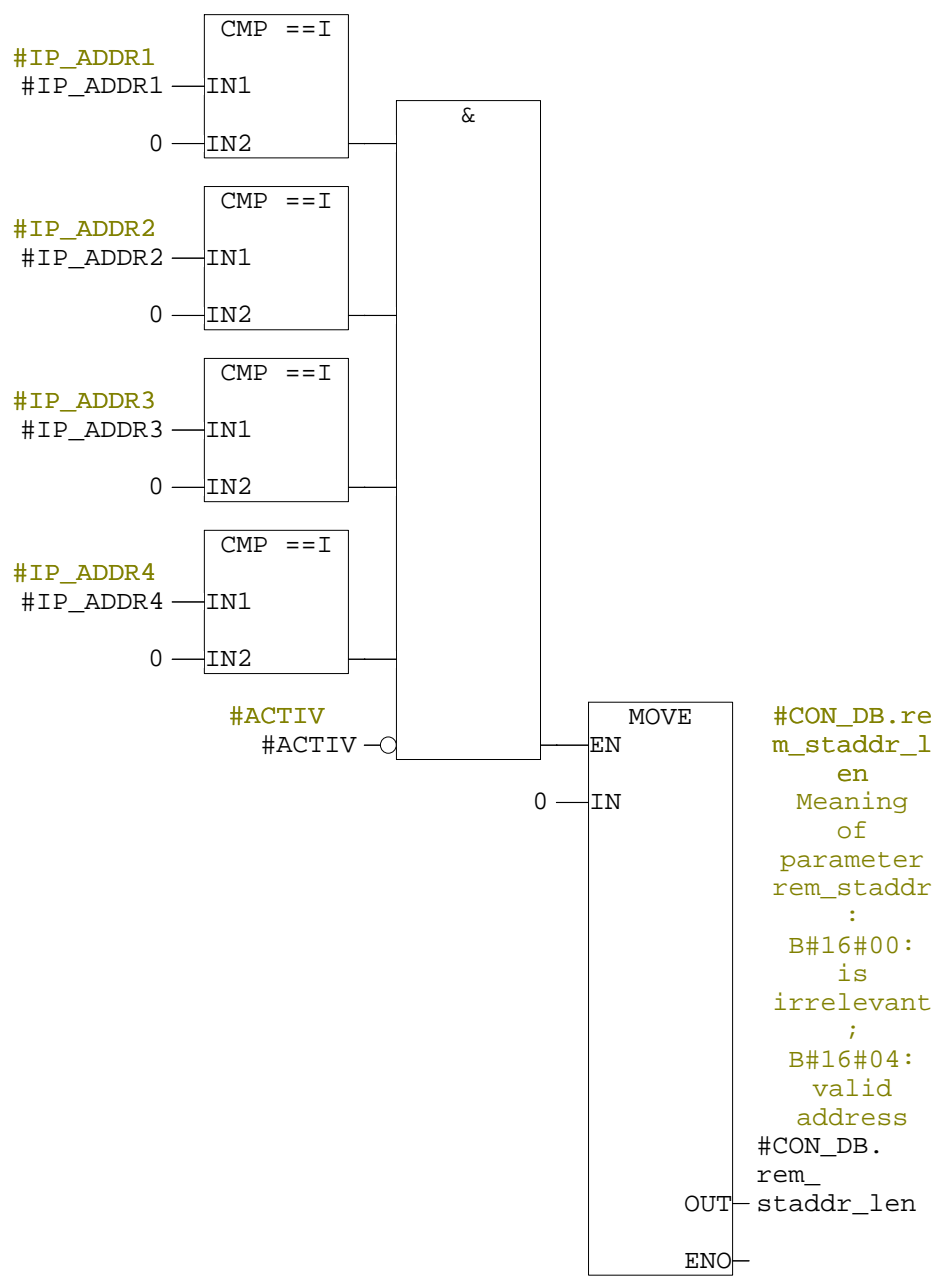 CMP ==I
#IP_ADDR1
#IP_ADDR1
IN1
0
IN2
&
CMP ==I
#IP_ADDR2
#IP_ADDR2
IN1
0
IN2
CMP ==I
#IP_ADDR3
#IP_ADDR3
IN1
0
IN2
CMP ==I
#IP_ADDR4
#IP_ADDR4
IN1
0
IN2
#ACTIV
#ACTIV
MOVE
EN
0
IN
#CON_DB.re
m_staddr_l
en
Meaning
of
parameter
rem_staddr
:
B#16#00:
is
irrelevant
;
B#16#04:
valid
address
#CON_DB.
rem_
staddr_len
OUT
ENO